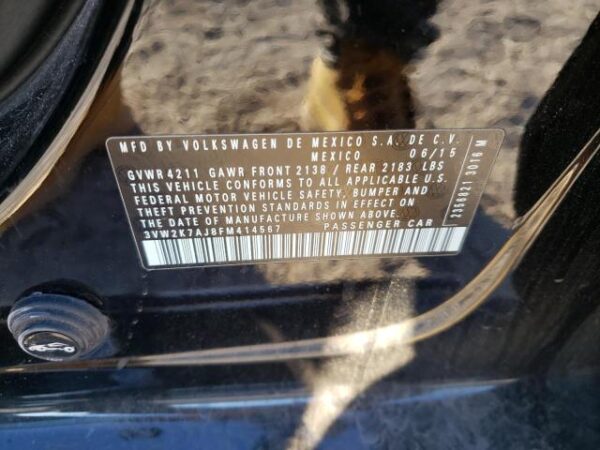 MFD BY VOLKSWAGEN DE MEXICO S.A. DE C.V.
MEXICO 06/15
GVWR 4211 GAWR FRONT 2138 / REAR 2183 LBS
THIS VEHICLE CONFORMS TO ALL APPLICABLE U.S.
FEDERAL MOTOR VEHICLE SAFETY, BUMPER AND
THEFT PREVENTION STANDARDS IN EFFECT ON
THE DATE OF MANUFACTURE SHOWN ABOVE.
3VW2K7AJ8FM414567 PASSENGER CAR
2356021 3016 M